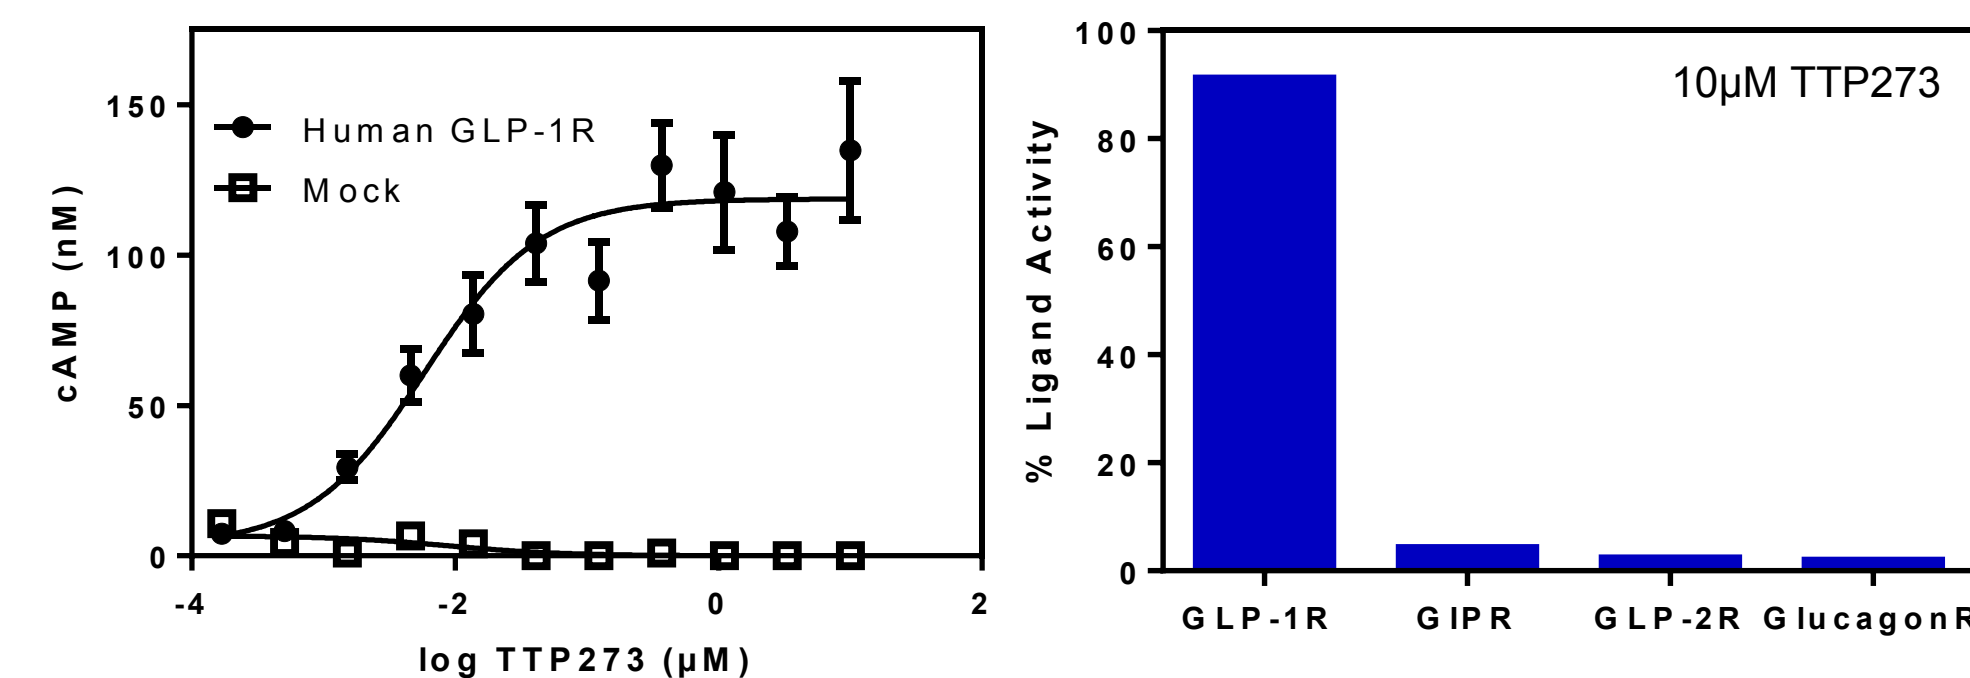 150
100
50
0
-4
-2
0
2
cAMP (nM)
log TTP273 (µM)
Human GLP-1R
Mock
100
80
60
40
20
0
% Ligand Activity
10µM TTP273
GLP-1R
GIPR
GLP-2R
GlucagonR